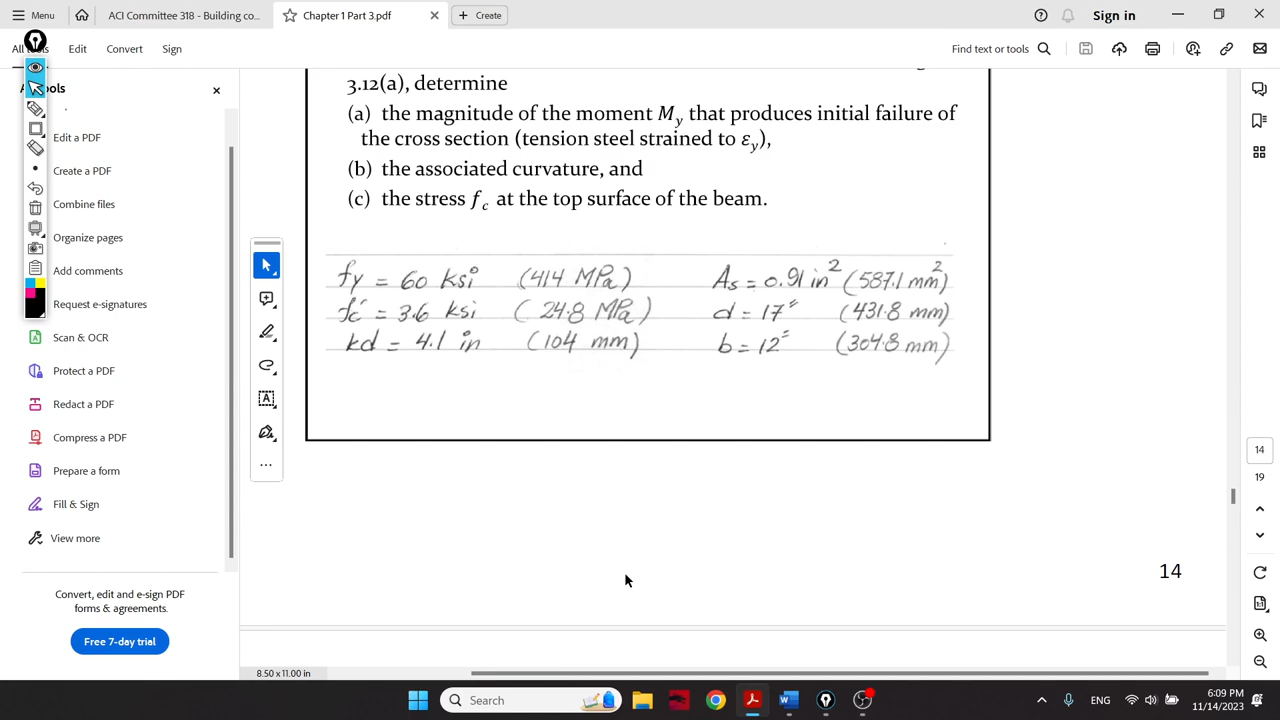 Menu
ACI Committee 318 - Building co...
Chapter 1 Part 3.pdf
Create
Sign in
All tools
Edit
Convert
Sign
Find text or tools
Edit a PDF
Create a PDF
Combine files
Organize pages
Add comments
Request e-signatures
Scan & OCR
Protect a PDF
Redact a PDF
Compress a PDF
Prepare a form
Fill & Sign
View more
Convert, edit and e-sign PDF
forms & agreements.
Free 7-day trial
3.12(a), determine
(a) the magnitude of the moment My that produces initial failure of
the cross section (tension steel strained to εy),
(b) the associated curvature, and
(c) the stress fc at the top surface of the beam.
fy = 60 ksi (414 MPa) As = 0.91 in² (587.1 mm²)
fc' = 3.6 ksi (24.8 MPa) d = 17" (431.8 mm)
kd = 4.1 in (104 mm) b = 12" (304.8 mm)
14
14
19
8.50 x 11.00 in
Search
ENG
6:09 PM
11/14/2023